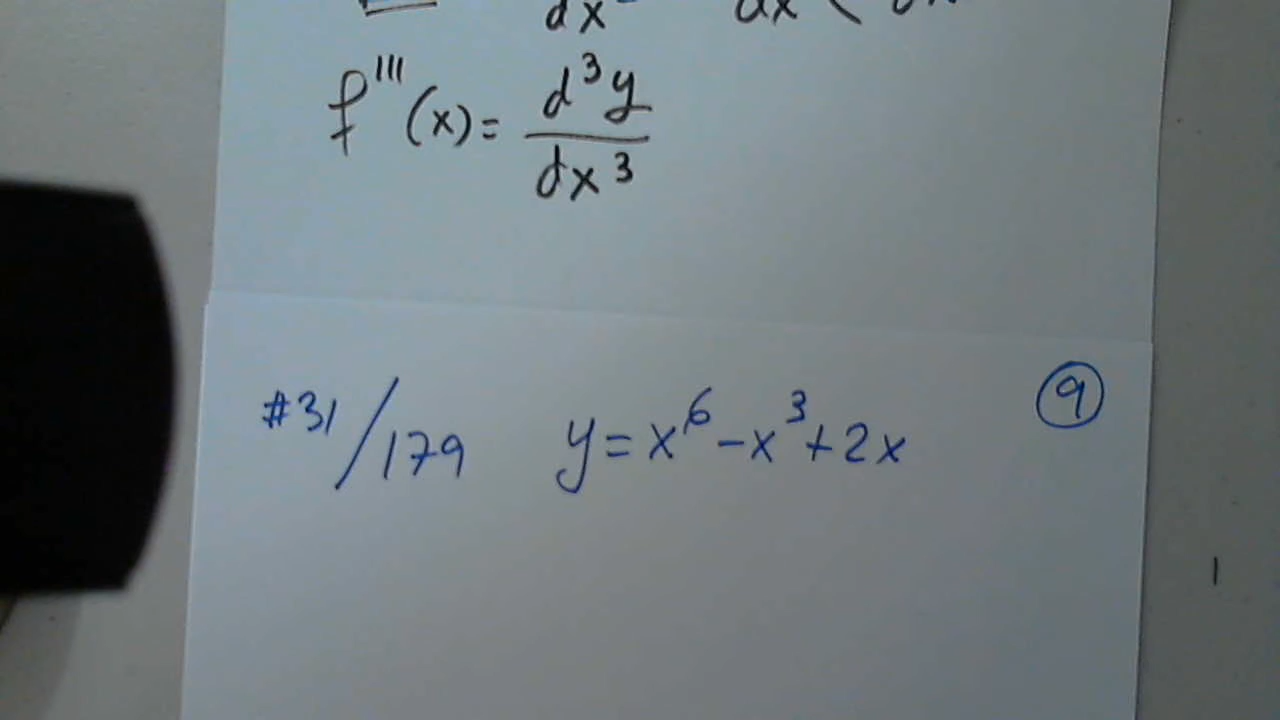 f'''(x) = d³y
dx³
#31/179 y = x⁶ - x³ + 2x 9